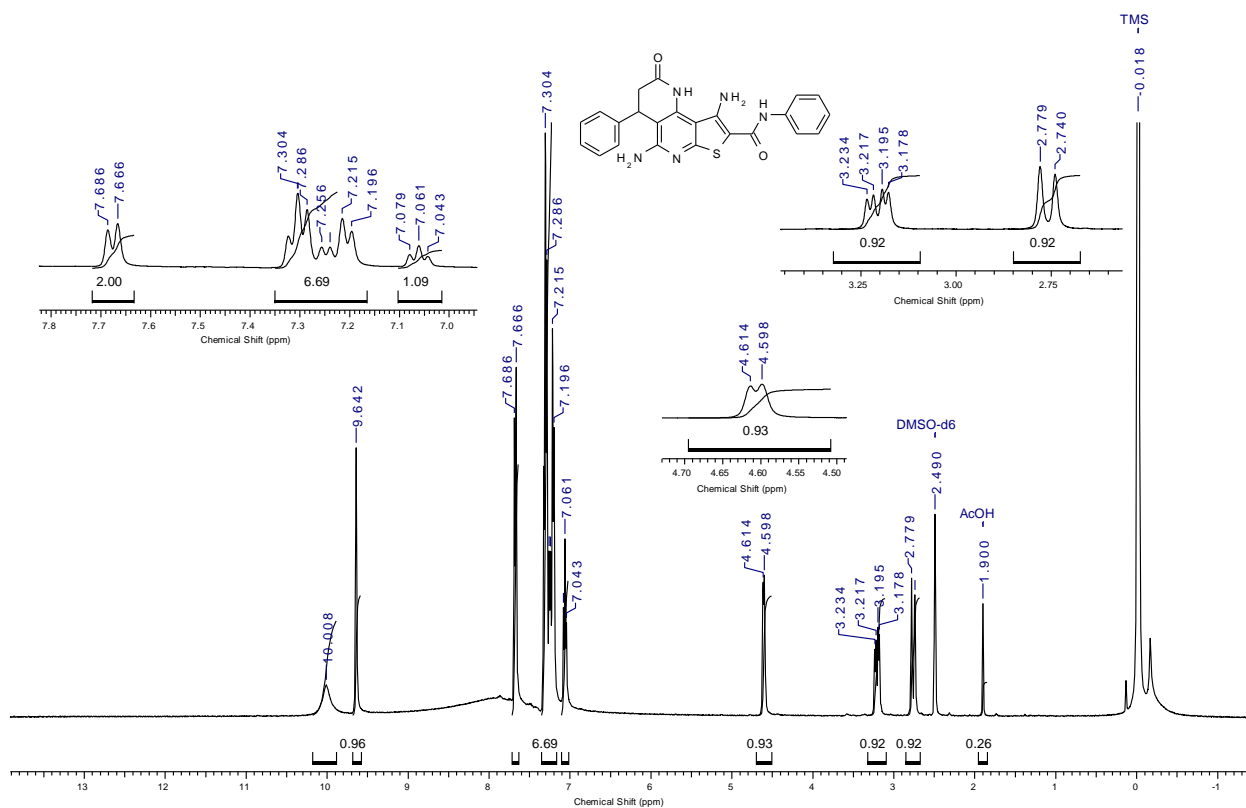 TMS
-0.018
7.304
7.286
7.215
7.196
7.686
7.666
7.304
7.286
7.256
7.215
7.196
7.079
7.061
7.043
2.00
6.69
1.09
7.8 7.7 7.6 7.5 7.4 7.3 7.2 7.1 7.0
Chemical Shift (ppm)
O
NH
NH2
H
N
O
S
N
H2N
3.234
3.217
3.195
3.178
2.779
2.740
0.92
0.92
3.25 3.00 2.75
Chemical Shift (ppm)
4.614
4.598
0.93
4.70 4.65 4.60 4.55 4.50
Chemical Shift (ppm)
10.008
9.642
7.686
7.666
7.061
7.043
4.614
4.598
3.234
3.217
3.195
3.178
2.779
DMSO-d6
2.490
AcOH
1.900
0.96
6.69
0.93
0.92
0.92
0.26
13 12 11 10 9 8 7 6 5 4 3 2 1 0 -1
Chemical Shift (ppm)